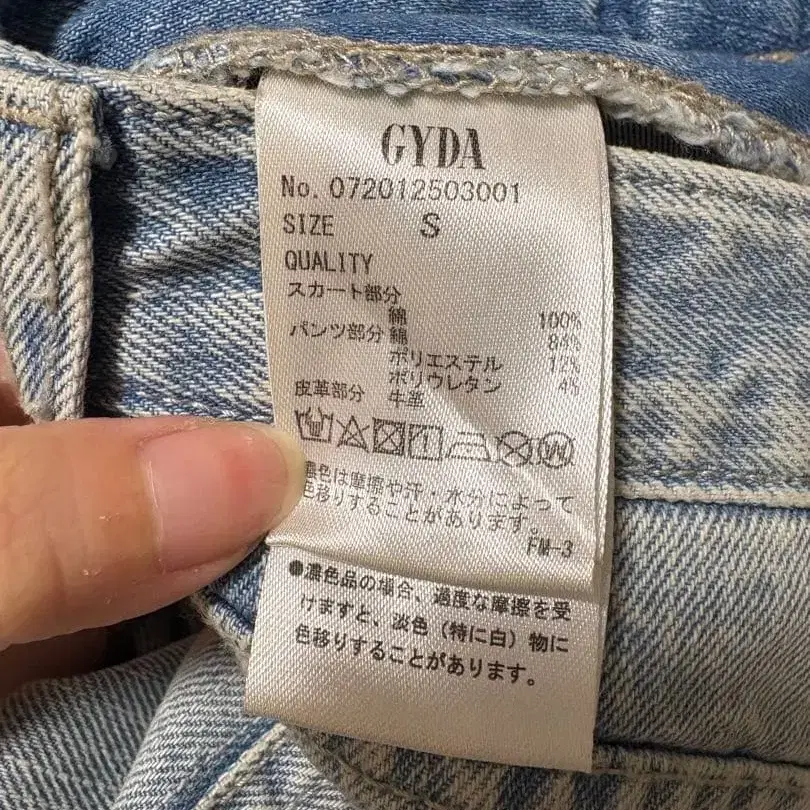 GYDA
No. 072012503001
SIZE S
QUALITY
スカート部分
綿 100%
パンツ部分 綿 84%
ポリエステル 12%
ポリウレタン 4%
皮革部分 牛革
W
濃色は摩擦や汗・水分によって
色移りすることがあります。
FM-3
●濃色品の場合、過度な摩擦を受
けますと、淡色（特に白）物に
色移りすることがあります。